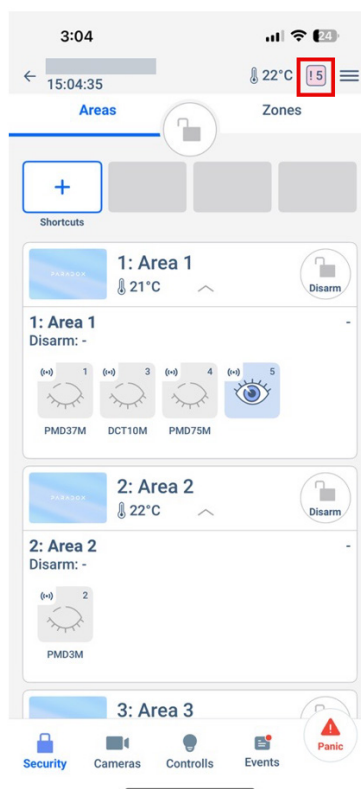 3:04
24
15:04:35
22°C
! 5
Areas
Zones
+
Shortcuts
PARADOX
1: Area 1
21°C
Disarm
1: Area 1
-
Disarm: -
1
3
4
5
PMD37M
DCT10M
PMD75M
PARADOX
2: Area 2
22°C
Disarm
2: Area 2
-
Disarm: -
2
PMD3M
3: Area 3
Security
Cameras
Controlls
Events
Panic